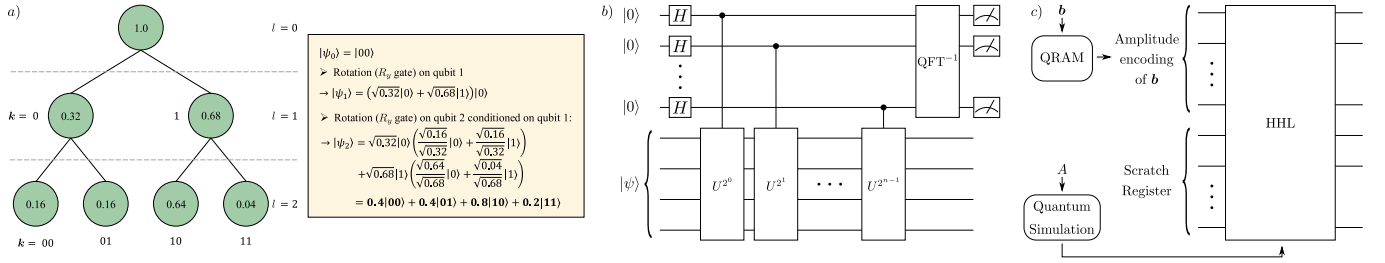 a)
1.0
l = 0
k = 0
0.32
1
0.68
l = 1
0.16
0.16
0.64
0.04
l = 2
k = 00
01
10
11
|ψ₀⟩ = |00⟩
➢ Rotation (R_y gate) on qubit 1
→ |ψ₁⟩ = (√0.32|0⟩ + √0.68|1⟩)|0⟩
➢ Rotation (R_y gate) on qubit 2 conditioned on qubit 1:
→ |ψ₂⟩ = √0.32|0⟩(√0.16/√0.32|0⟩ + √0.16/√0.32|1⟩)
+√0.68|1⟩(√0.64/√0.68|0⟩ + √0.04/√0.68|1⟩)
= 0.4|00⟩ + 0.4|01⟩ + 0.8|10⟩ + 0.2|11⟩
b)
|0⟩ H
|0⟩ H
|0⟩ H
QFT⁻¹
|ψ⟩
U^{2^0}
U^{2^1}
U^{2^{n-1}}
c)
b
QRAM
Amplitude
encoding
of b
HHL
Scratch
Register
A
Quantum
Simulation